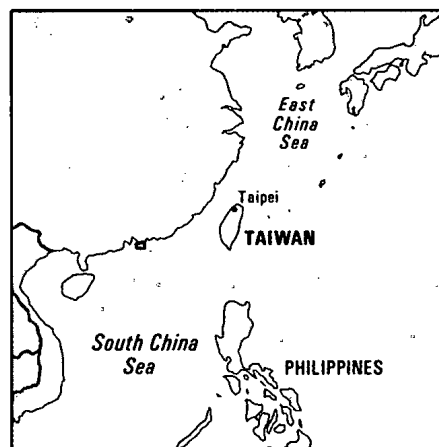 East
China
Sea
Taipei
TAIWAN
South China
Sea
PHILIPPINES